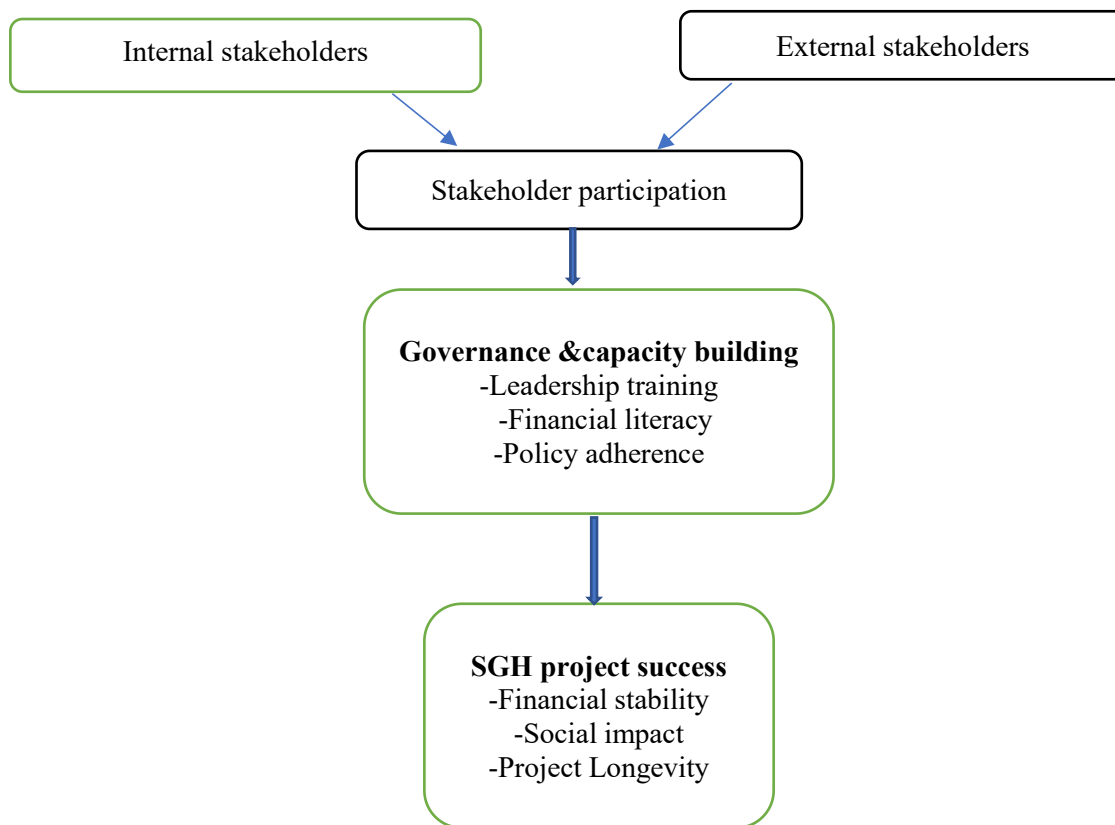 Internal stakeholders
External stakeholders
Stakeholder participation
Governance &capacity building
-Leadership training
-Financial literacy
-Policy adherence
SGH project success
-Financial stability
-Social impact
-Project Longevity